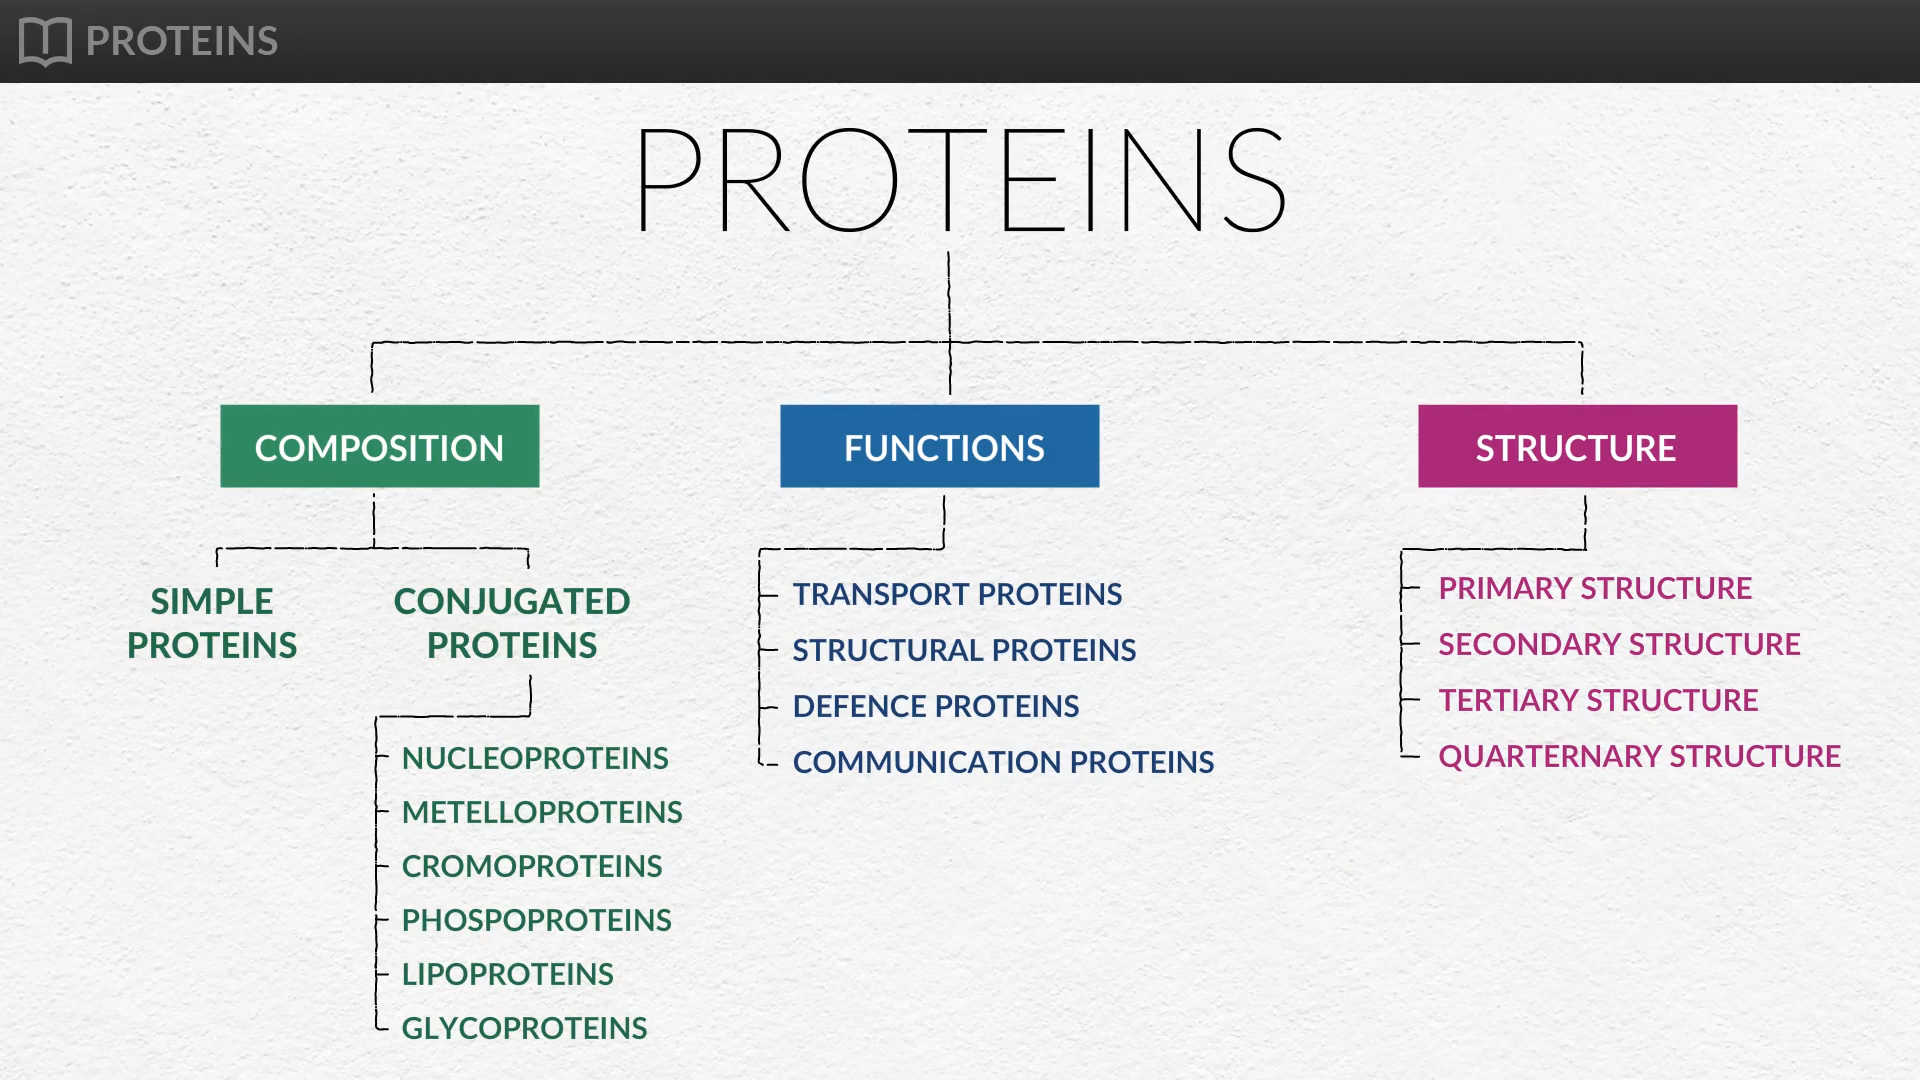 PROTEINS
PROTEINS
COMPOSITION
FUNCTIONS
STRUCTURE
SIMPLE
PROTEINS
CONJUGATED
PROTEINS
NUCLEOPROTEINS
METELLOPROTEINS
CROMOPROTEINS
PHOSPOPROTEINS
LIPOPROTEINS
GLYCOPROTEINS
TRANSPORT PROTEINS
STRUCTURAL PROTEINS
DEFENCE PROTEINS
COMMUNICATION PROTEINS
PRIMARY STRUCTURE
SECONDARY STRUCTURE
TERTIARY STRUCTURE
QUARTERNARY STRUCTURE